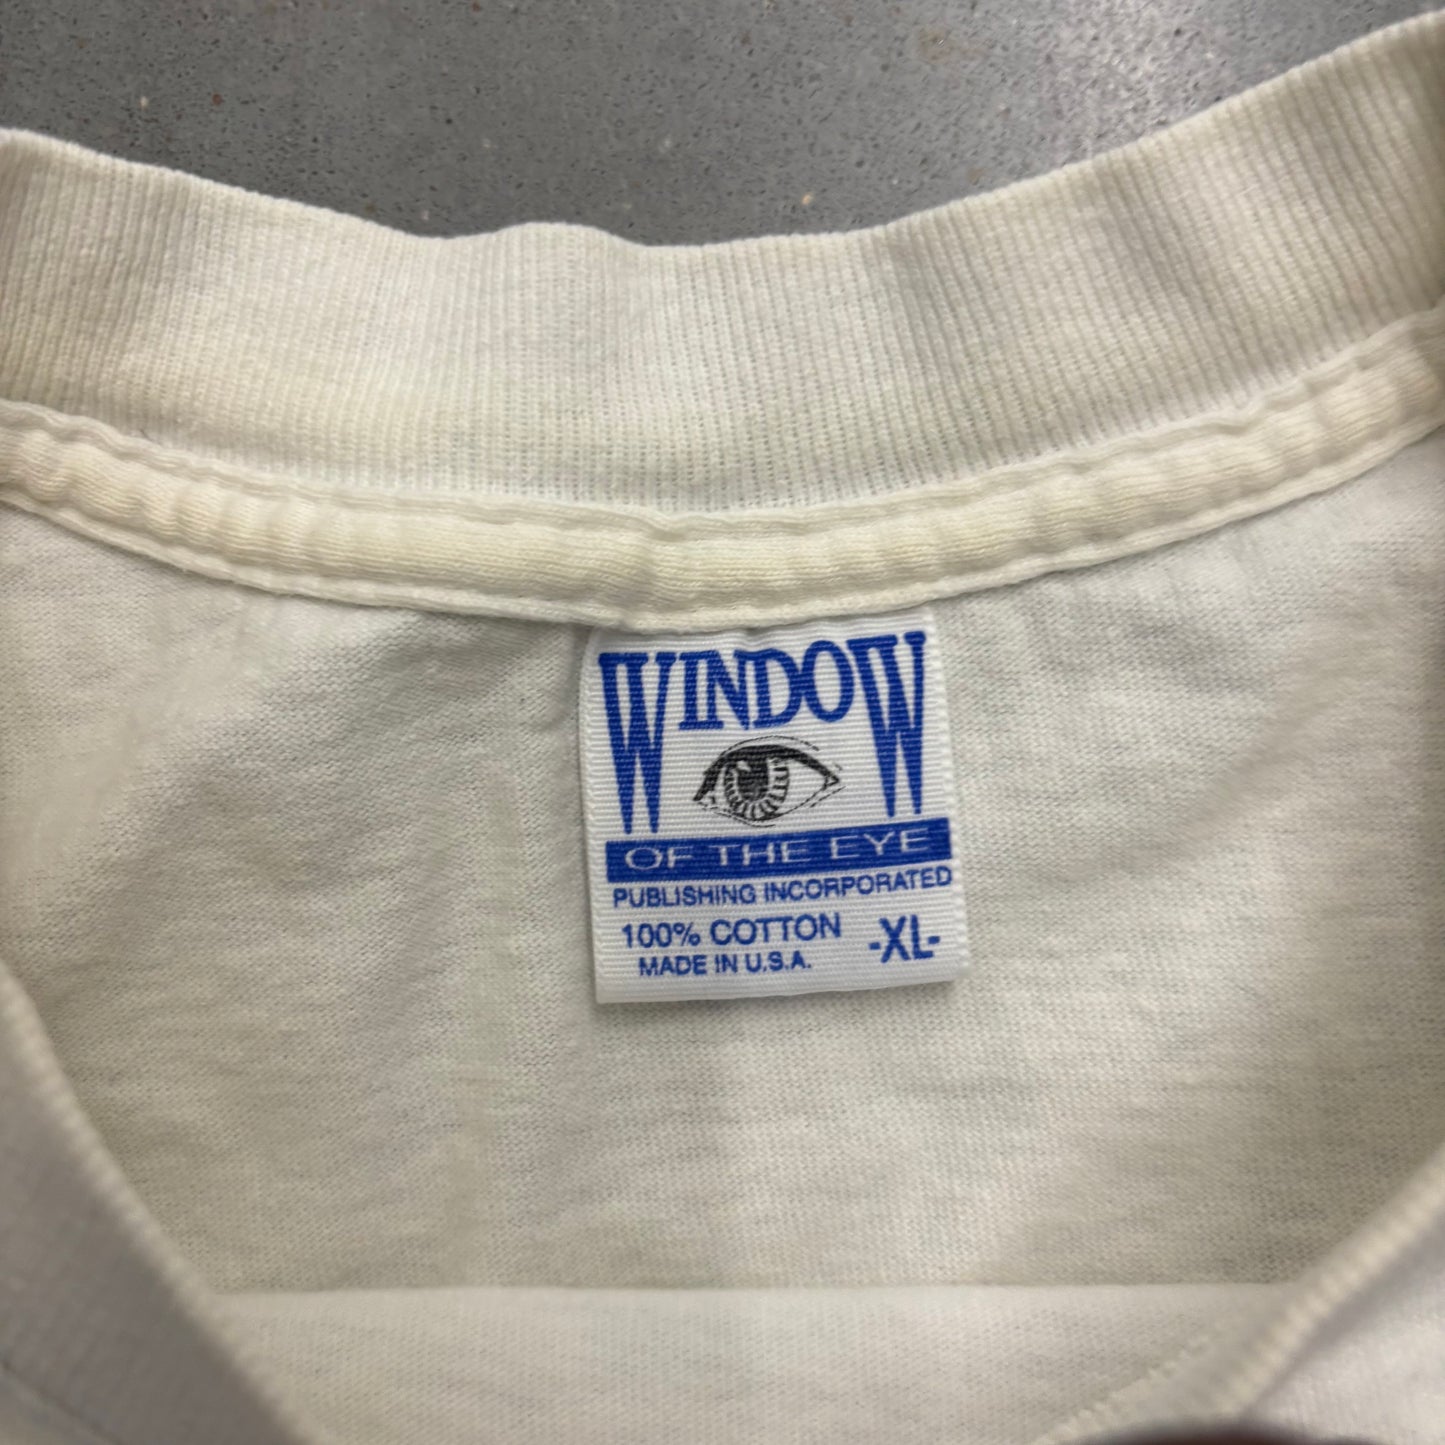 WINDOW
OF THE EYE
PUBLISHING INCORPORATED
100% COTTON -XL-
MADE IN U.S.A.